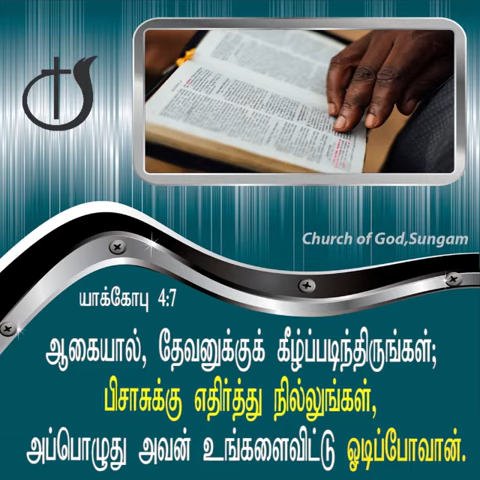 Church of God,Sungam
யாக்கோபு 4:7
ஆகையால், தேவனுக்குக் கீழ்ப்படிந்திருங்கள்;
பிசாசுக்கு எதிர்த்து நில்லுங்கள்,
அப்பொழுது அவன் உங்களைவிட்டு ஓடிப்போவான்.